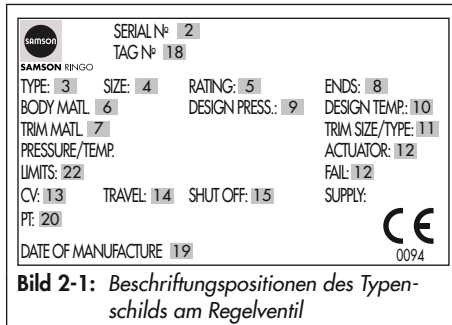 samson
SERIAL Nº 2
TAG Nº 18
SAMSON RINGO
TYPE: 3 SIZE: 4 RATING: 5 ENDS: 8
BODY MATL 6 DESIGN PRESS.: 9 DESIGN TEMP.: 10
TRIM MATL 7 TRIM SIZE/TYPE: 11
PRESSURE/TEMP. ACTUATOR: 12
LIMITS: 22 FAIL: 12
CV: 13 TRAVEL: 14 SHUT OFF: 15 SUPPLY:
PT: 20
CE
DATE OF MANUFACTURE 19 0094
Bild 2-1: Beschriftungspositionen des Typen-
schilds am Regelventil